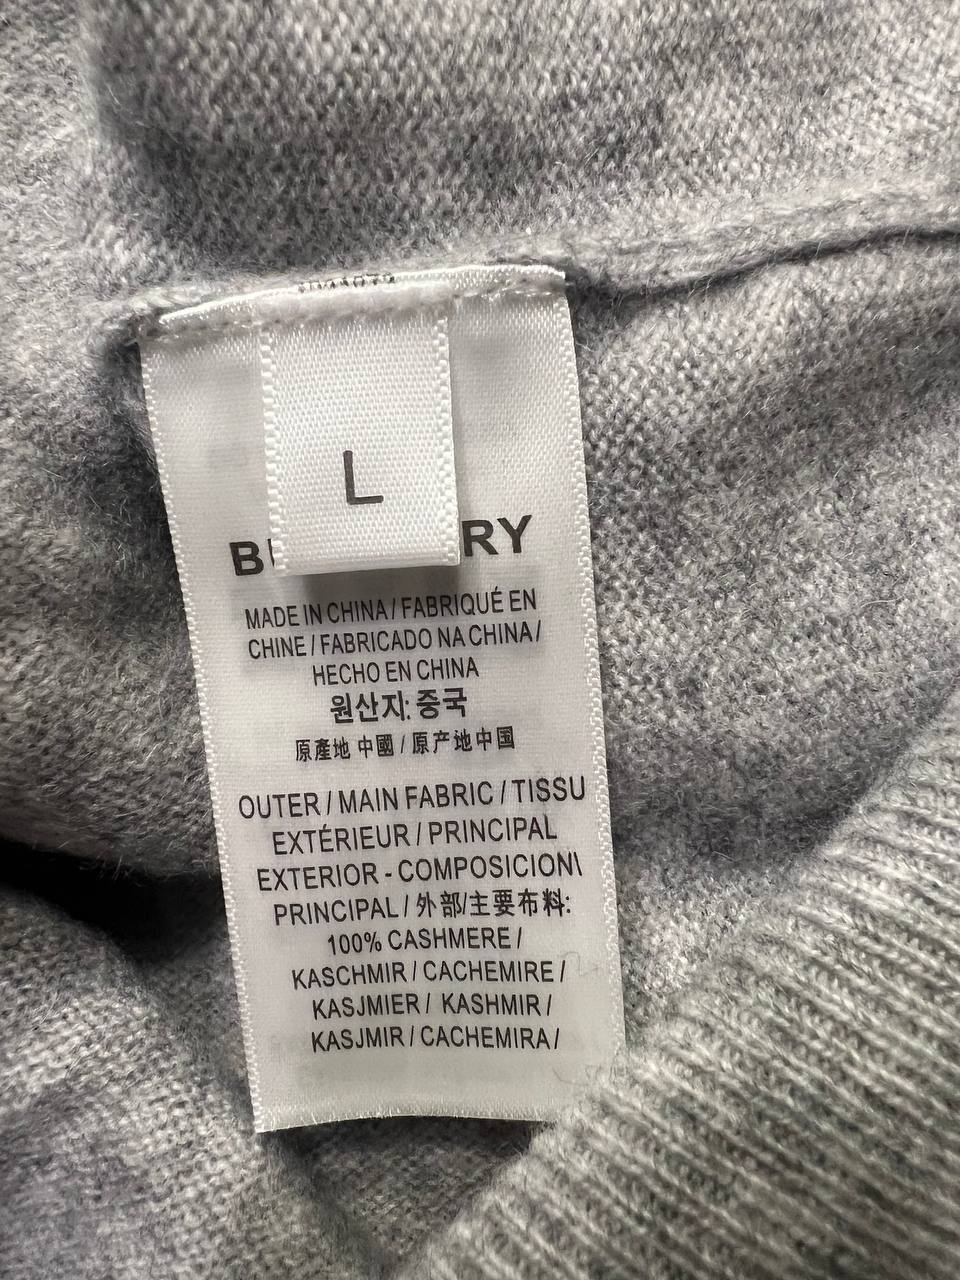 L
MADE IN CHINA / FABRIQUÉ EN
CHINE / FABRICADO NA CHINA /
HECHO EN CHINA
원산지: 중국
原產地 中國 / 原产地中国
OUTER / MAIN FABRIC / TISSU
EXTÉRIEUR / PRINCIPAL
EXTERIOR - COMPOSICION\
PRINCIPAL / 外部/主要布料:
100% CASHMERE /
KASCHMIR / CACHEMIRE /
KASJMIER / KASHMIR /
KASJMIR / CACHEMIRA /